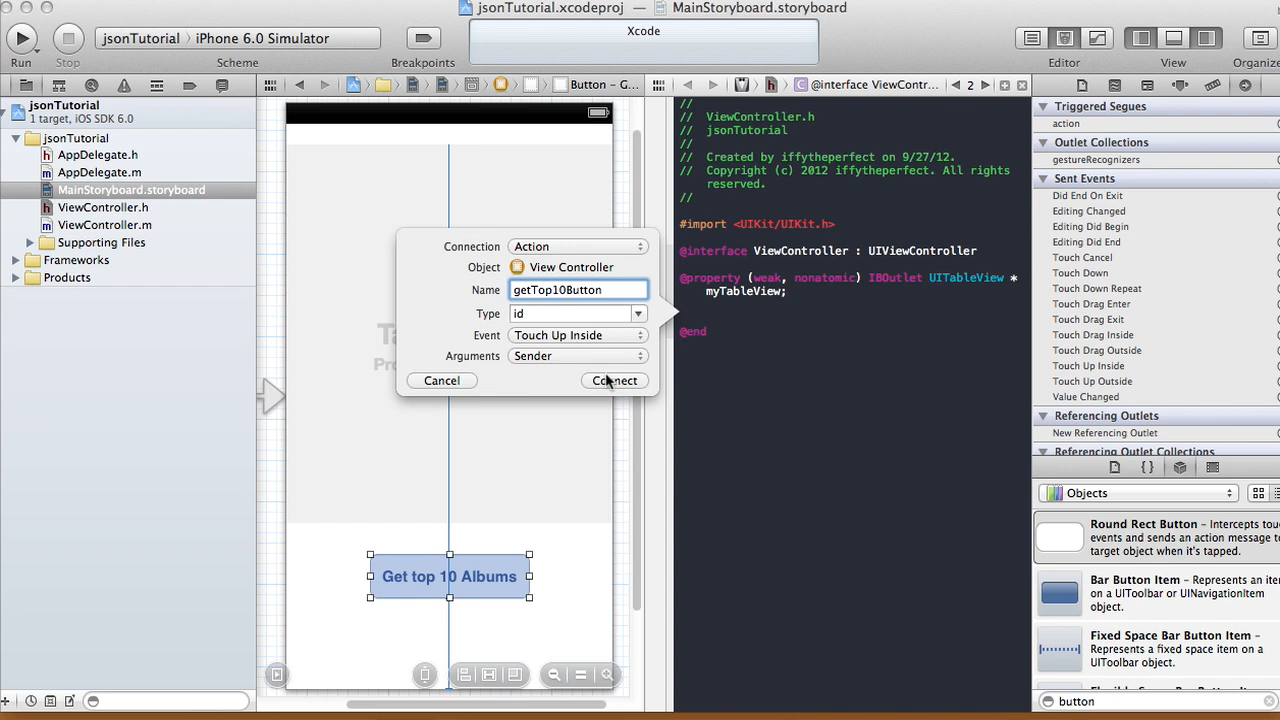 jsonTutorial.xcodeproj — MainStoryboard.storyboard
Run
Stop
jsonTutorial
iPhone 6.0 Simulator
Scheme
Breakpoints
Xcode
Editor
View
Organize
Button – G...
@interface ViewContr...
2
jsonTutorial
1 target, iOS SDK 6.0
jsonTutorial
AppDelegate.h
AppDelegate.m
MainStoryboard.storyboard
ViewController.h
ViewController.m
Supporting Files
Frameworks
Products
Connection Action
Object View Controller
Name getTop10Button
Type id
Event Touch Up Inside
Arguments Sender
Cancel
Connect
Get top 10 Albums
//
// ViewController.h
// jsonTutorial
//
// Created by iffytheperfect on 9/27/12.
// Copyright (c) 2012 iffytheperfect. All rights
reserved.
//
#import <UIKit/UIKit.h>
@interface ViewController : UIViewController
@property (weak, nonatomic) IBOutlet UITableView *
myTableView;
@end
Triggered Segues
action
Outlet Collections
gestureRecognizers
Sent Events
Did End On Exit
Editing Changed
Editing Did Begin
Editing Did End
Touch Cancel
Touch Down
Touch Down Repeat
Touch Drag Enter
Touch Drag Exit
Touch Drag Inside
Touch Drag Outside
Touch Up Inside
Touch Up Outside
Value Changed
Referencing Outlets
New Referencing Outlet
Referencing Outlet Collections
Objects
Round Rect Button – Intercepts tou
events and sends an action message to
target object when it's tapped.
Bar Button Item – Represents an ite
on a UIToolbar or UINavigationItem
object.
Fixed Space Bar Button Item –
Represents a fixed space item on a
UIToolbar object.
button